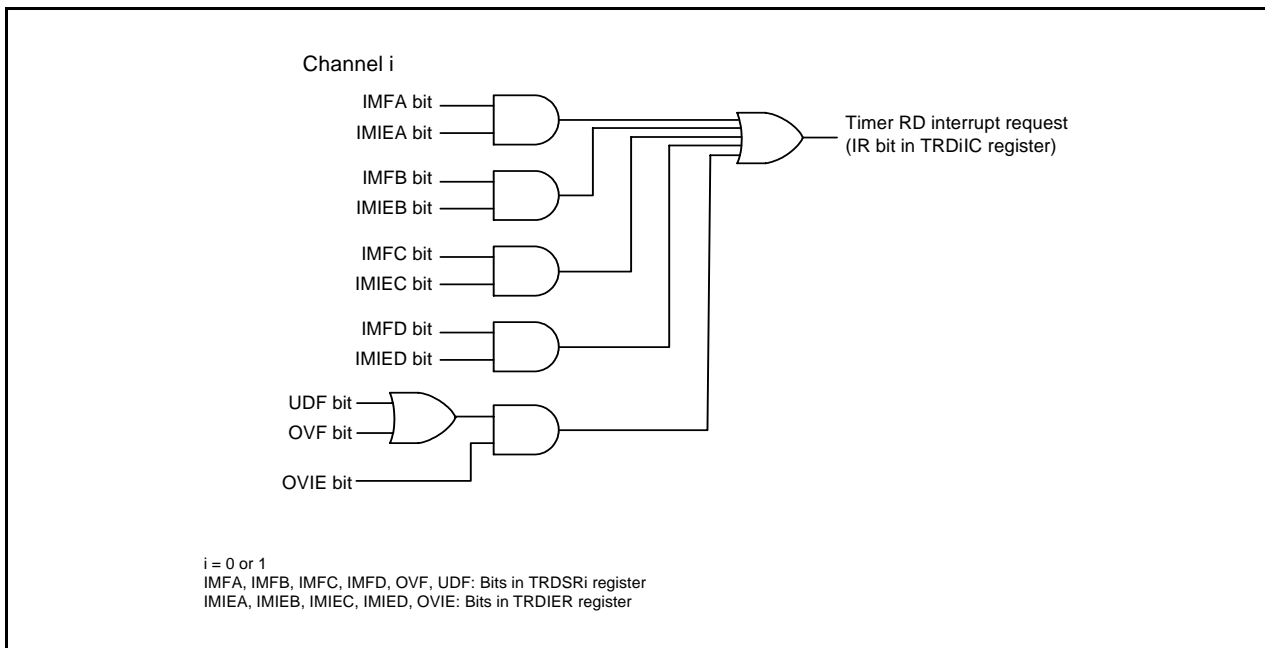 Channel i
IMFA bit
IMIEA bit
Timer RD interrupt request
(IR bit in TRDiIC register)
IMFB bit
IMIEB bit
IMFC bit
IMIEC bit
IMFD bit
IMIED bit
UDF bit
OVF bit
OVIE bit
i = 0 or 1
IMFA, IMFB, IMFC, IMFD, OVF, UDF: Bits in TRDSRi register
IMIEA, IMIEB, IMIEC, IMIED, OVIE: Bits in TRDIER register